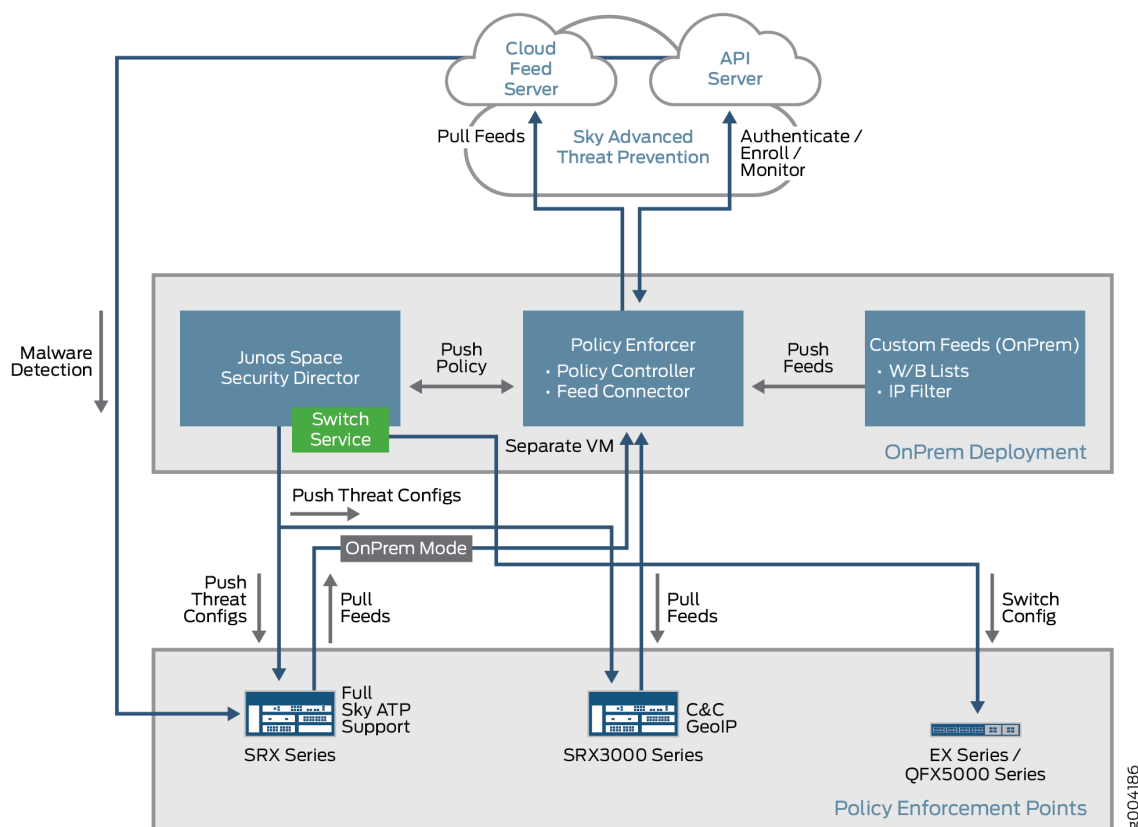 Cloud
Feed
Server
API
Server
Pull Feeds
Sky Advanced
Threat Prevention
Authenticate /
Enroll /
Monitor
Malware
Detection
Junos Space
Security Director
Switch
Service
Push
Policy
Policy Enforcer
· Policy Controller
· Feed Connector
Separate VM
Push
Feeds
Custom Feeds (OnPrem)
· W/B Lists
· IP Filter
OnPrem Deployment
Push Threat Configs
OnPrem Mode
Push
Threat
Configs
Pull
Feeds
Pull
Feeds
Switch
Config
Full
Sky ATP
Support
SRX Series
C&C
GeoIP
SRX3000 Series
EX Series /
QFX5000 Series
Policy Enforcement Points
g004186